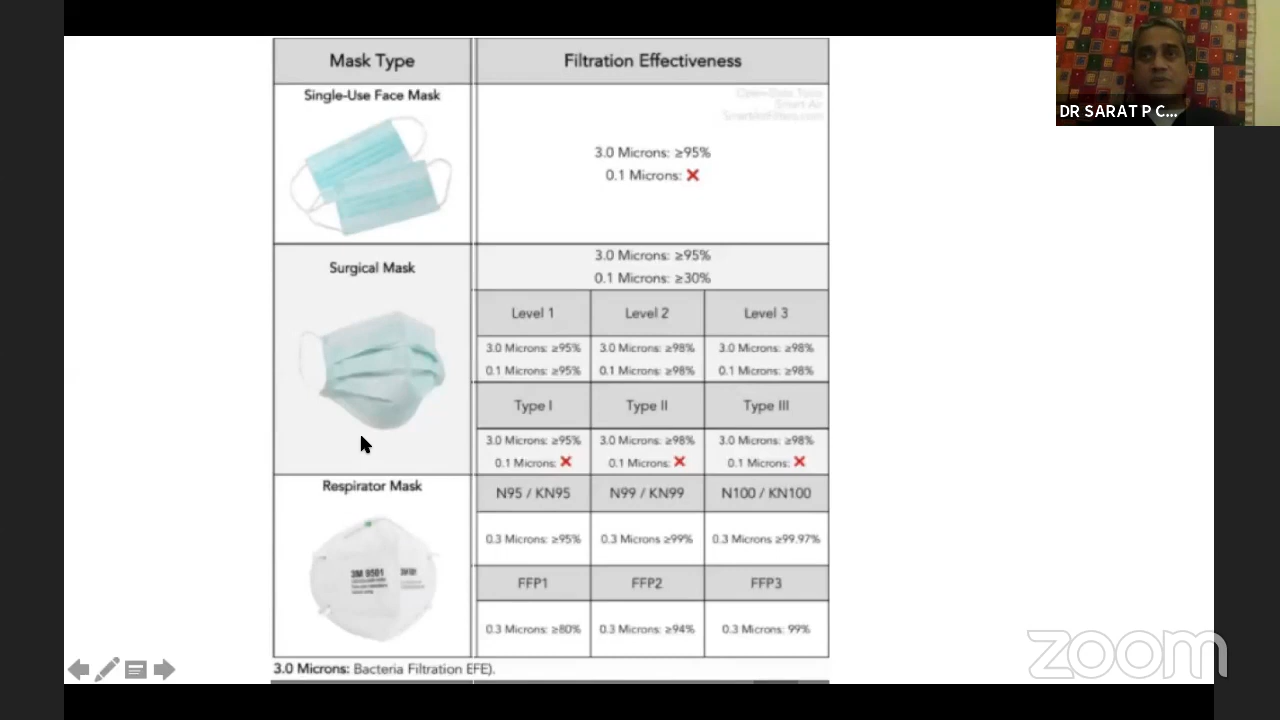 Mask Type
Filtration Effectiveness
DR SARAT P C...
Single-Use Face Mask
Smart Air
SmartAirFilters.com
3.0 Microns: ≥95%
0.1 Microns: ❌
Surgical Mask
3.0 Microns: ≥95%
0.1 Microns: ≥30%
Level 1
Level 2
Level 3
3.0 Microns: ≥95%
3.0 Microns: ≥98%
3.0 Microns: ≥98%
0.1 Microns: ≥95%
0.1 Microns: ≥98%
0.1 Microns: ≥98%
Type I
Type II
Type III
3.0 Microns: ≥95%
3.0 Microns: ≥98%
3.0 Microns: ≥98%
0.1 Microns: ❌
0.1 Microns: ❌
0.1 Microns: ❌
Respirator Mask
N95 / KN95
N99 / KN99
N100 / KN100
3M 9501
0.3 Microns: ≥95%
0.3 Microns ≥99%
0.3 Microns ≥99.97%
FFP1
FFP2
FFP3
0.3 Microns: ≥80%
0.3 Microns: ≥94%
0.3 Microns: 99%
3.0 Microns: Bacteria Filtration EFE).
zoom